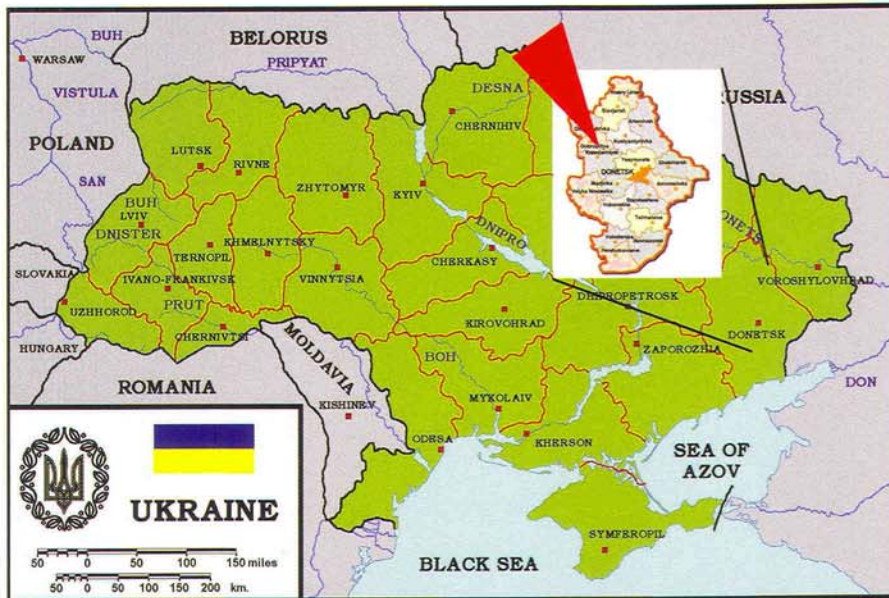 BUH
BELORUS
PRIPYAT
WARSAW
VISTULA
DESNA
CHERNIHIV
RUSSIA
POLAND
LUTSK
RIVNE
SAN
ZHYTOMYR
KYIV
BUH
LVIV
DNISTER
TERNOPIL
KHMELNYTSKY
DNIPRO
CHERKASY
DONETSK
DONETS
SLOVAKIA
IVANO-FRANKIVSK
VINNYTSIA
VOROSHYLOVHRAD
UZHHOROD
PRUT
DHIPROPETROSK
KIROVOHRAD
CHERNIVTSI
DONETSK
HUNGARY
MOLDAVIA
BOH
ZAPOROZHIA
ROMANIA
DON
KISHINEV
MYKOLAIV
ODESA
KHERSON
SEA OF
AZOV
UKRAINE
SYMFEROPIL
50 0 50 100 150 miles
BLACK SEA
50 0 50 100 150 200 km.